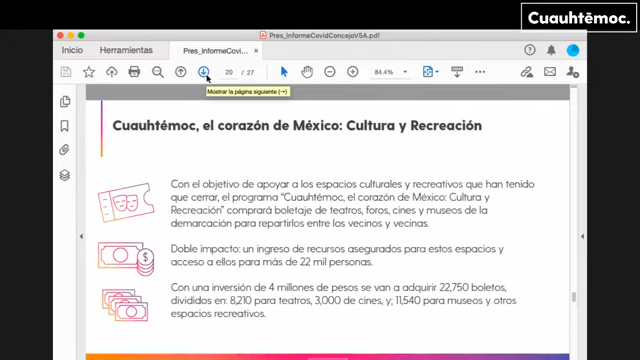 Cuauhtémoc.
Pres_InformeCovidConcejoV5A.pdf
Inicio
Herramientas
Pres_InformeCovi...
×
20 / 27
84.4%
Mostrar la página siguiente (→)
Cuauhtémoc, el corazón de México: Cultura y Recreación
Con el objetivo de apoyar a los espacios culturales y recreativos que han tenido
que cerrar, el programa “Cuauhtémoc, el corazón de México: Cultura y
Recreación” comprará boletaje de teatros, foros, cines y museos de la
demarcación para repartirlos entre los vecinos y vecinas.
Doble impacto: un ingreso de recursos asegurados para estos espacios y
acceso a ellos para más de 22 mil personas.
$
Con una inversión de 4 millones de pesos se van a adquirir 22,750 boletos,
divididos en: 8,210 para teatros, 3,000 de cines, y; 11,540 para museos y otros
espacios recreativos.